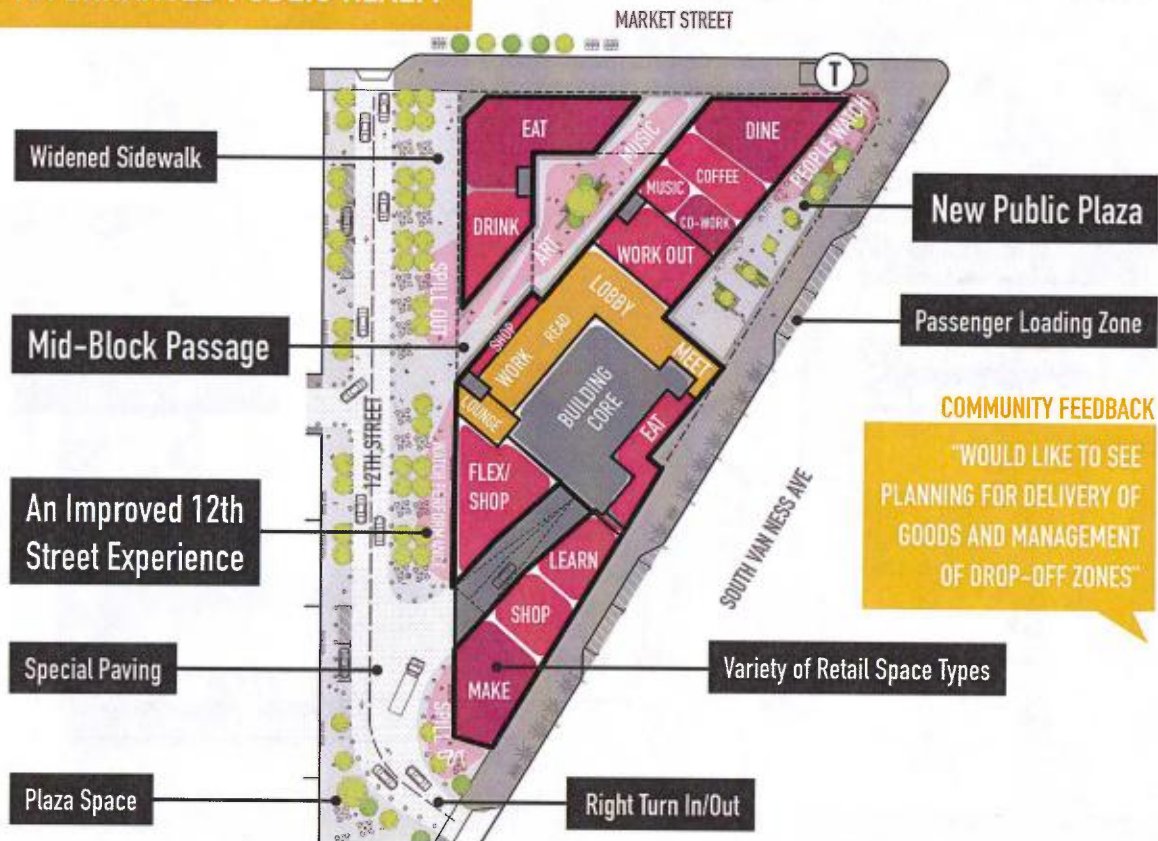 MARKET STREET
T
EAT
MUSIC
DINE
PEOPLE WATCH
Widened Sidewalk
COFFEE
MUSIC
CO-WORK
DRINK
ART
WORK OUT
New Public Plaza
SPILL OUT
LOBBY
Passenger Loading Zone
Mid-Block Passage
SHOP
WORK
READ
MEET
LOUNGE
BUILDING
CORE
EAT
12TH STREET
COMMUNITY FEEDBACK
"WOULD LIKE TO SEE
PLANNING FOR DELIVERY OF
GOODS AND MANAGEMENT
OF DROP-OFF ZONES"
FLEX/
SHOP
An Improved 12th
Street Experience
SOUTH VAN NESS AVE
LEARN
SHOP
Special Paving
Variety of Retail Space Types
MAKE
SPILL
Plaza Space
Right Turn In/Out